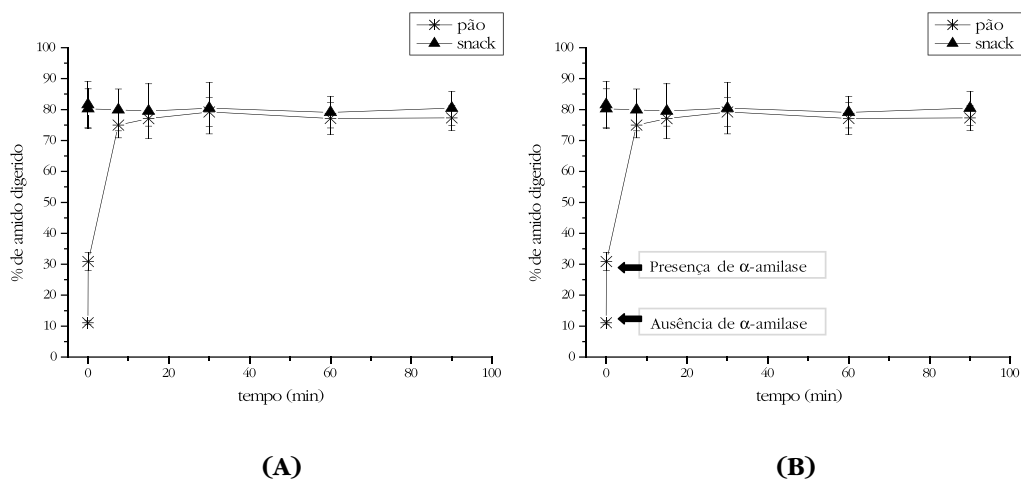 pão
snack
100
90
80
70
60
50
40
30
20
10
0
% de amido digerido
0 20 40 60 80 100
tempo (min)
(A)
pão
snack
100
90
80
70
60
50
40
30
20
10
0
% de amido digerido
Presença de α-amilase
Ausência de α-amilase
0 20 40 60 80 100
tempo (min)
(B)